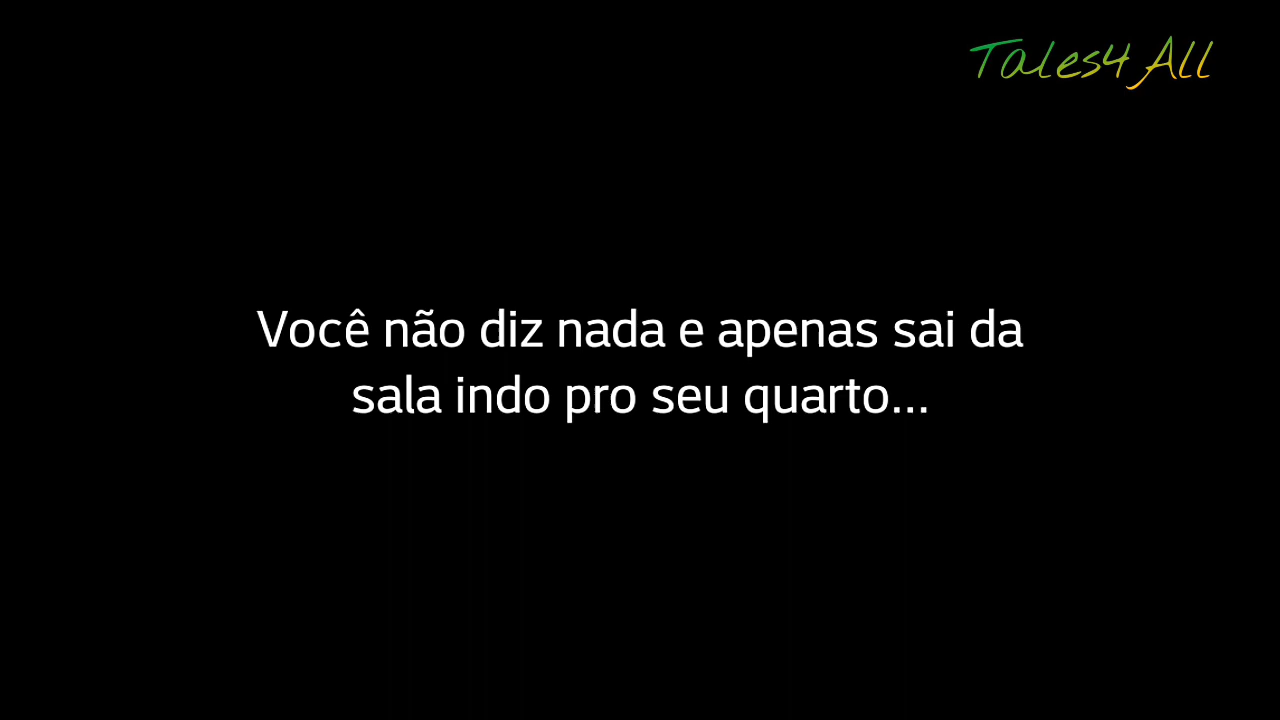 Tales4 All
Você não diz nada e apenas sai da
sala indo pro seu quarto...